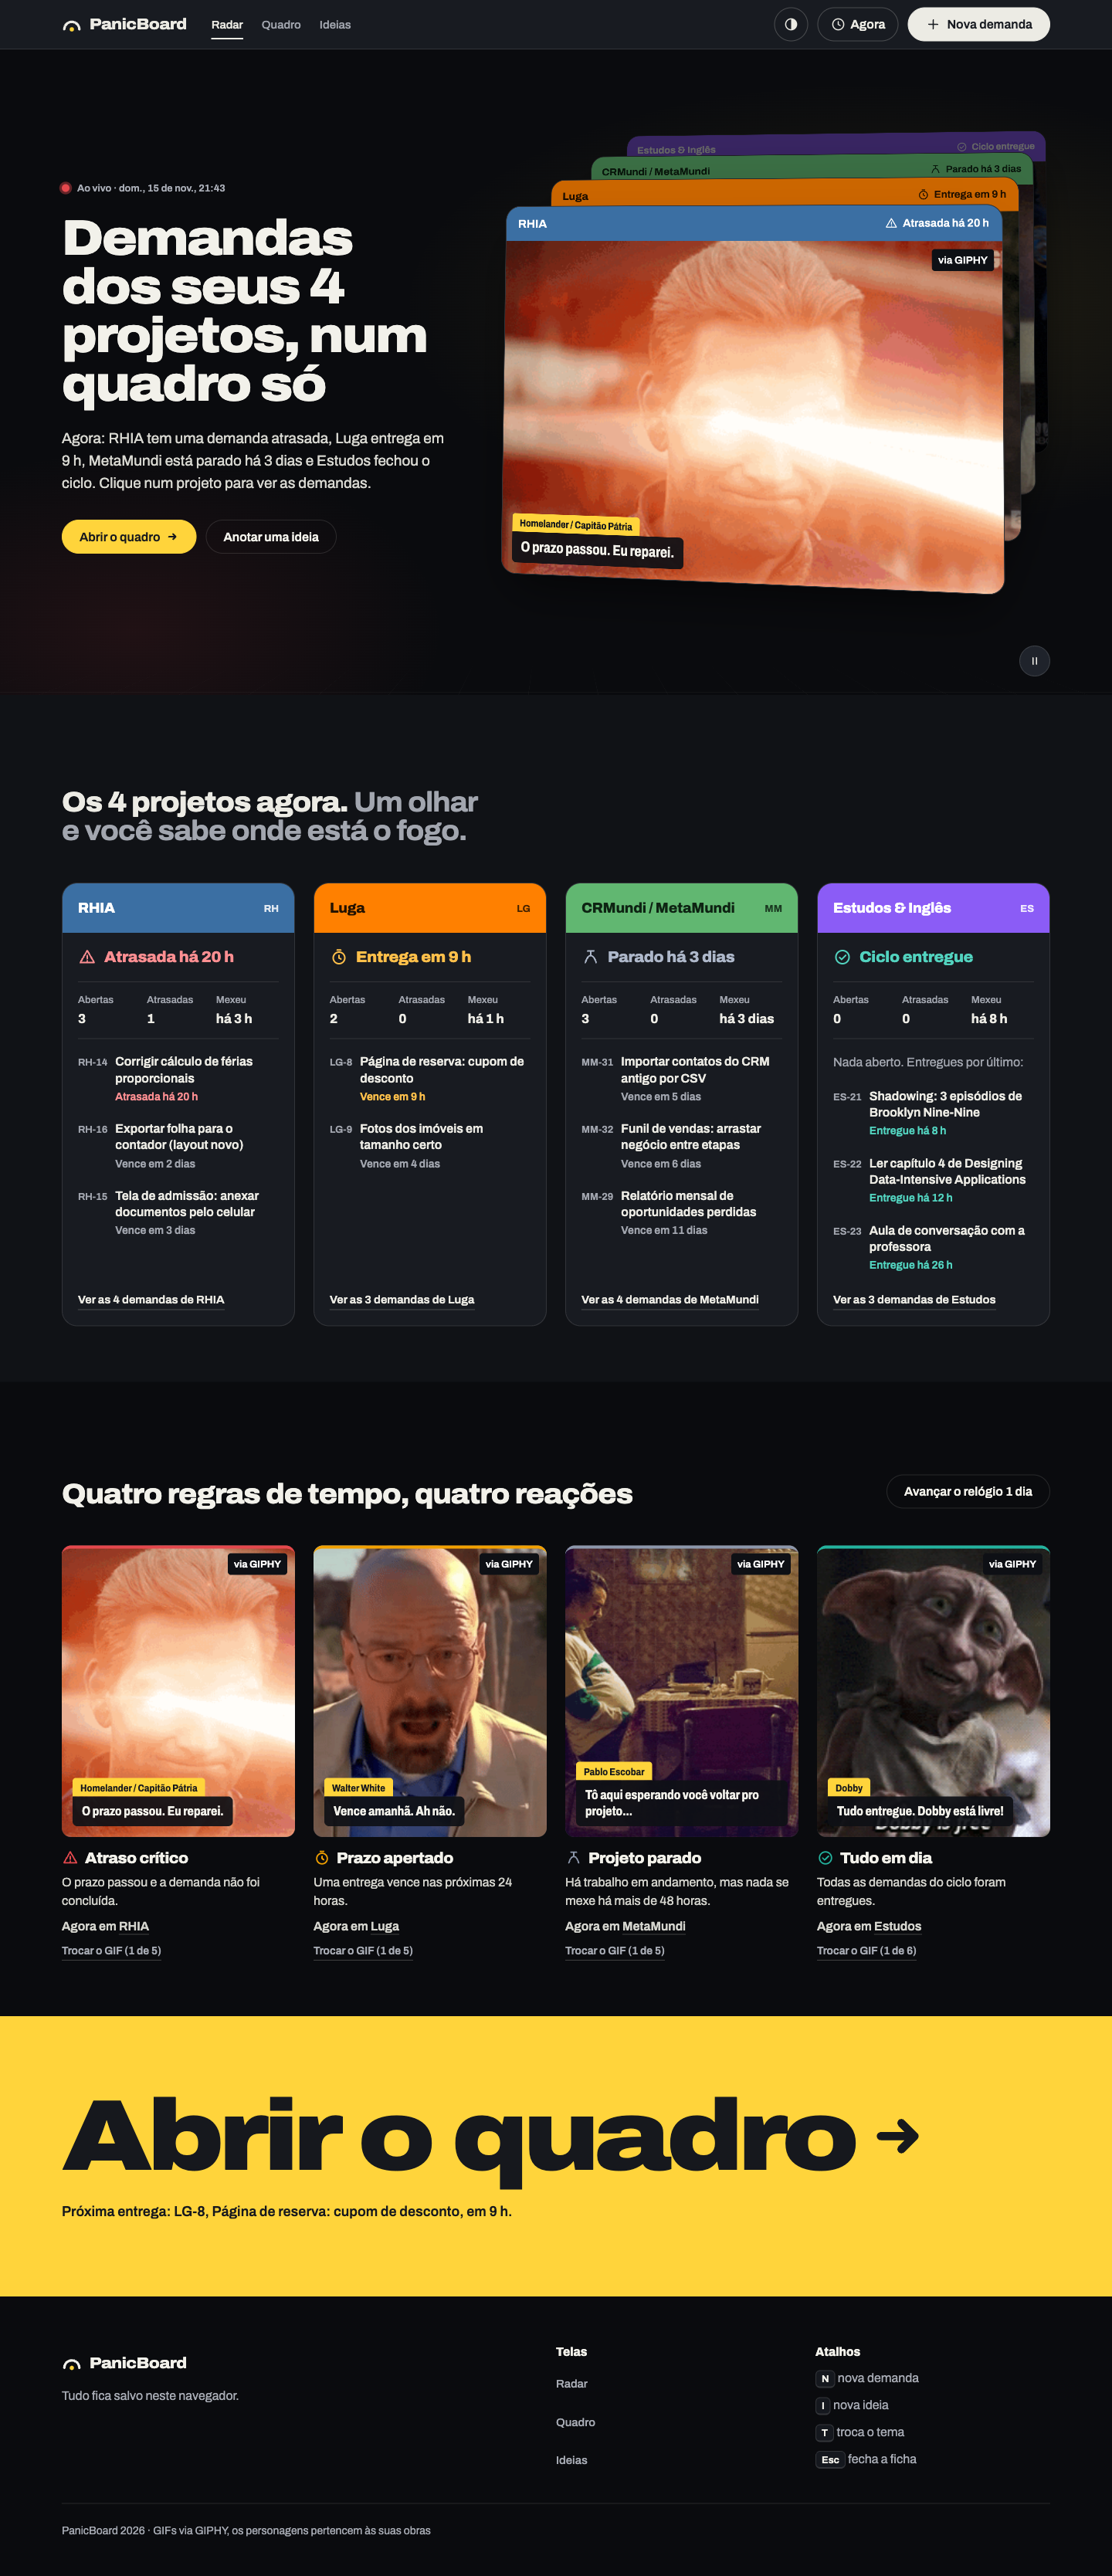 PanicBoard
Radar
Quadro
Ideias
Agora
Nova demanda
Ao vivo · dom., 15 de nov., 21:43
Demandas
dos seus 4
projetos, num
quadro só
Agora: RHIA tem uma demanda atrasada, Luga entrega em
9 h, MetaMundi está parado há 3 dias e Estudos fechou o
ciclo. Clique num projeto para ver as demandas.
Abrir o quadro →
Anotar uma ideia
Estudos & Inglês
Ciclo entregue
CRMundi / MetaMundi
Parado há 3 dias
Luga
Entrega em 9 h
RHIA
Atrasada há 20 h
via GIPHY
Homelander / Capitão Pátria
O prazo passou. Eu reparei.
Os 4 projetos agora. Um olhar
e você sabe onde está o fogo.
RHIA
RH
Atrasada há 20 h
Abertas Atrasadas Mexeu
3 1 há 3 h
RH-14 Corrigir cálculo de férias
proporcionais
Atrasada há 20 h
RH-16 Exportar folha para o
contador (layout novo)
Vence em 2 dias
RH-15 Tela de admissão: anexar
documentos pelo celular
Vence em 3 dias
Ver as 4 demandas de RHIA
Luga
LG
Entrega em 9 h
Abertas Atrasadas Mexeu
2 0 há 1 h
LG-8 Página de reserva: cupom de
desconto
Vence em 9 h
LG-9 Fotos dos imóveis em
tamanho certo
Vence em 4 dias
Ver as 3 demandas de Luga
CRMundi / MetaMundi
MM
Parado há 3 dias
Abertas Atrasadas Mexeu
3 0 há 3 dias
MM-31 Importar contatos do CRM
antigo por CSV
Vence em 5 dias
MM-32 Funil de vendas: arrastar
negócio entre etapas
Vence em 6 dias
MM-29 Relatório mensal de
oportunidades perdidas
Vence em 11 dias
Ver as 4 demandas de MetaMundi
Estudos & Inglês
ES
Ciclo entregue
Abertas Atrasadas Mexeu
0 0 há 8 h
Nada aberto. Entregues por último:
ES-21 Shadowing: 3 episódios de
Brooklyn Nine-Nine
Entregue há 8 h
ES-22 Ler capítulo 4 de Designing
Data-Intensive Applications
Entregue há 12 h
ES-23 Aula de conversação com a
professora
Entregue há 26 h
Ver as 3 demandas de Estudos
Quatro regras de tempo, quatro reações
Avançar o relógio 1 dia
via GIPHY
Homelander / Capitão Pátria
O prazo passou. Eu reparei.
Atraso crítico
O prazo passou e a demanda não foi
concluída.
Agora em RHIA
Trocar o GIF (1 de 5)
via GIPHY
Walter White
Vence amanhã. Ah não.
Prazo apertado
Uma entrega vence nas próximas 24
horas.
Agora em Luga
Trocar o GIF (1 de 5)
via GIPHY
Pablo Escobar
Tô aqui esperando você voltar pro
projeto...
Projeto parado
Há trabalho em andamento, mas nada se
mexe há mais de 48 horas.
Agora em MetaMundi
Trocar o GIF (1 de 5)
via GIPHY
Dobby
Tudo entregue. Dobby está livre!
Dobby is free
Tudo em dia
Todas as demandas do ciclo foram
entregues.
Agora em Estudos
Trocar o GIF (1 de 6)
Abrir o quadro →
Próxima entrega: LG-8, Página de reserva: cupom de desconto, em 9 h.
PanicBoard
Tudo fica salvo neste navegador.
Telas
Radar
Quadro
Ideias
Atalhos
N nova demanda
I nova ideia
T troca o tema
Esc fecha a ficha
PanicBoard 2026 · GIFs via GIPHY, os personagens pertencem às suas obras